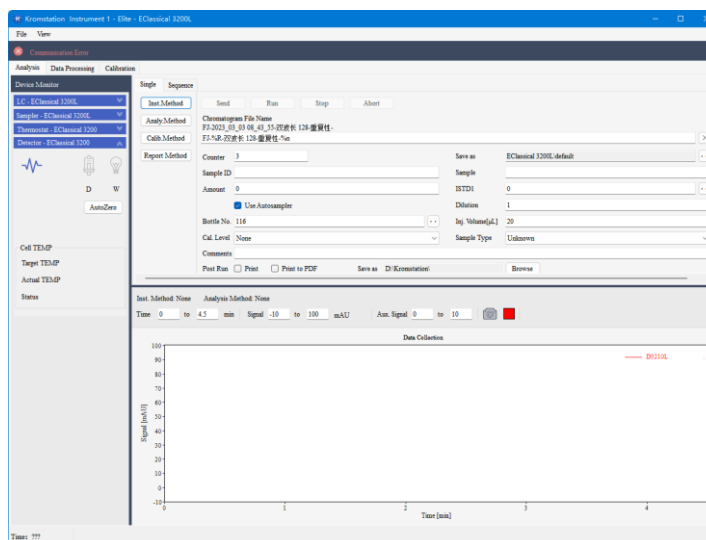 Kromstation Instrument 1 - Elite - EClassical 3200L
File View
Communication Error
Analysis Data Processing Calibration
Device Monitor
LC - EClassical 3200L
Sampler - EClassical 3200L
Thermostat - EClassical 3200
Detector - EClassical 3200
D W
AutoZero
Cell TEMP
Target TEMP
Actual TEMP
Status
Single Sequence
Inst.Method Send Run Stop Abort
Analy.Method Chromatogram File Name
FJ-2023_03_03 08_43_55-双波长 128-重复性-
Calib.Method FJ-%R-双波长 128-重复性-%n
Report Method Counter 3 Save as EClassical 3200L\default
Sample ID Sample
Amount 0 ISTD1 0
Use Autosampler Dilution 1
Bottle No. 116 Inj. Volume[μL] 20
Cal. Level None Sample Type Unknown
Comments
Post Run Print Print to PDF Save as D:\Kromstation\ Browse
Inst. Method: None Analysis Method: None
Time 0 to 4.5 min Signal -10 to 100 mAU Aux. Signal 0 to 10
Data Collection
D3210L
Signal [mAU]
100
90
80
70
60
50
40
30
20
10
0
-10
0 1 2 3 4
Time [min]
Time: ???